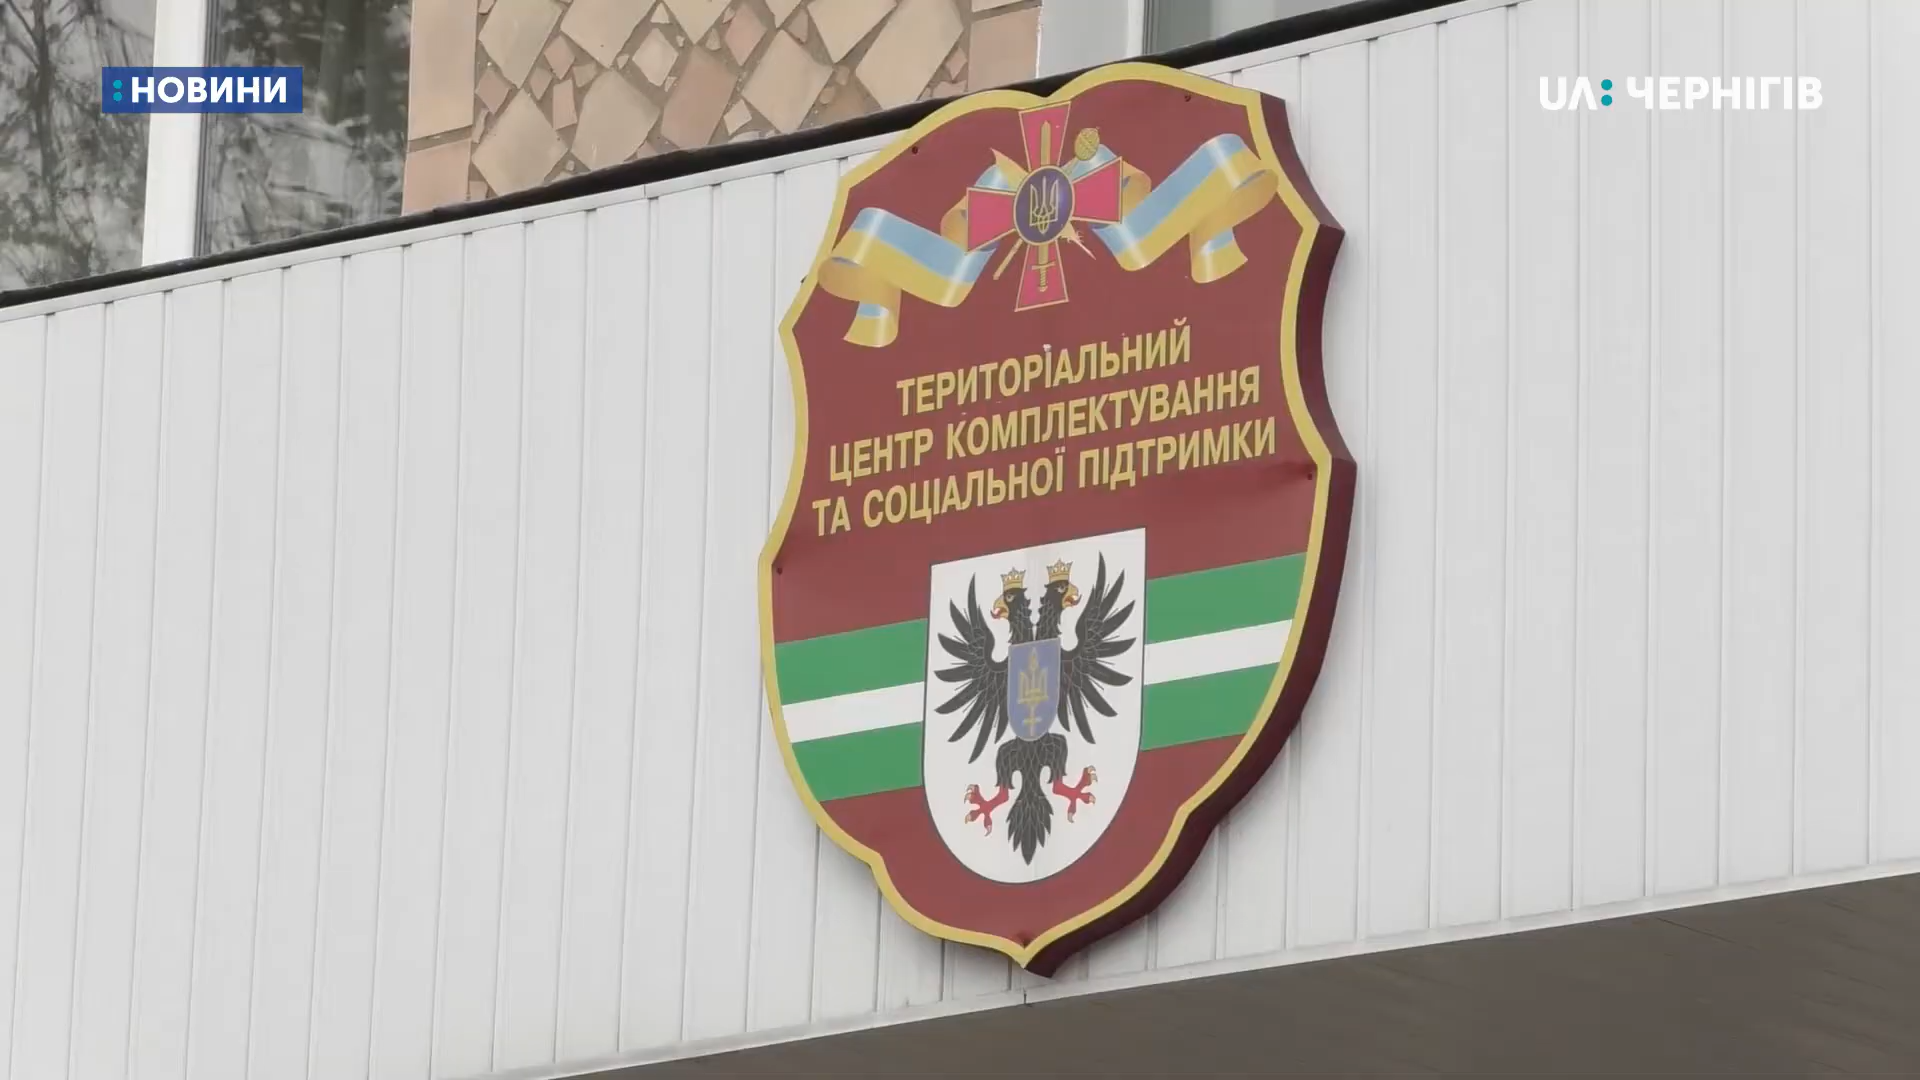 :НОВИНИ
UA: ЧЕРНІГІВ
ТЕРИТОРІАЛЬНИЙ
ЦЕНТР КОМПЛЕКТУВАННЯ
ТА СОЦІАЛЬНОЇ ПІДТРИМКИ